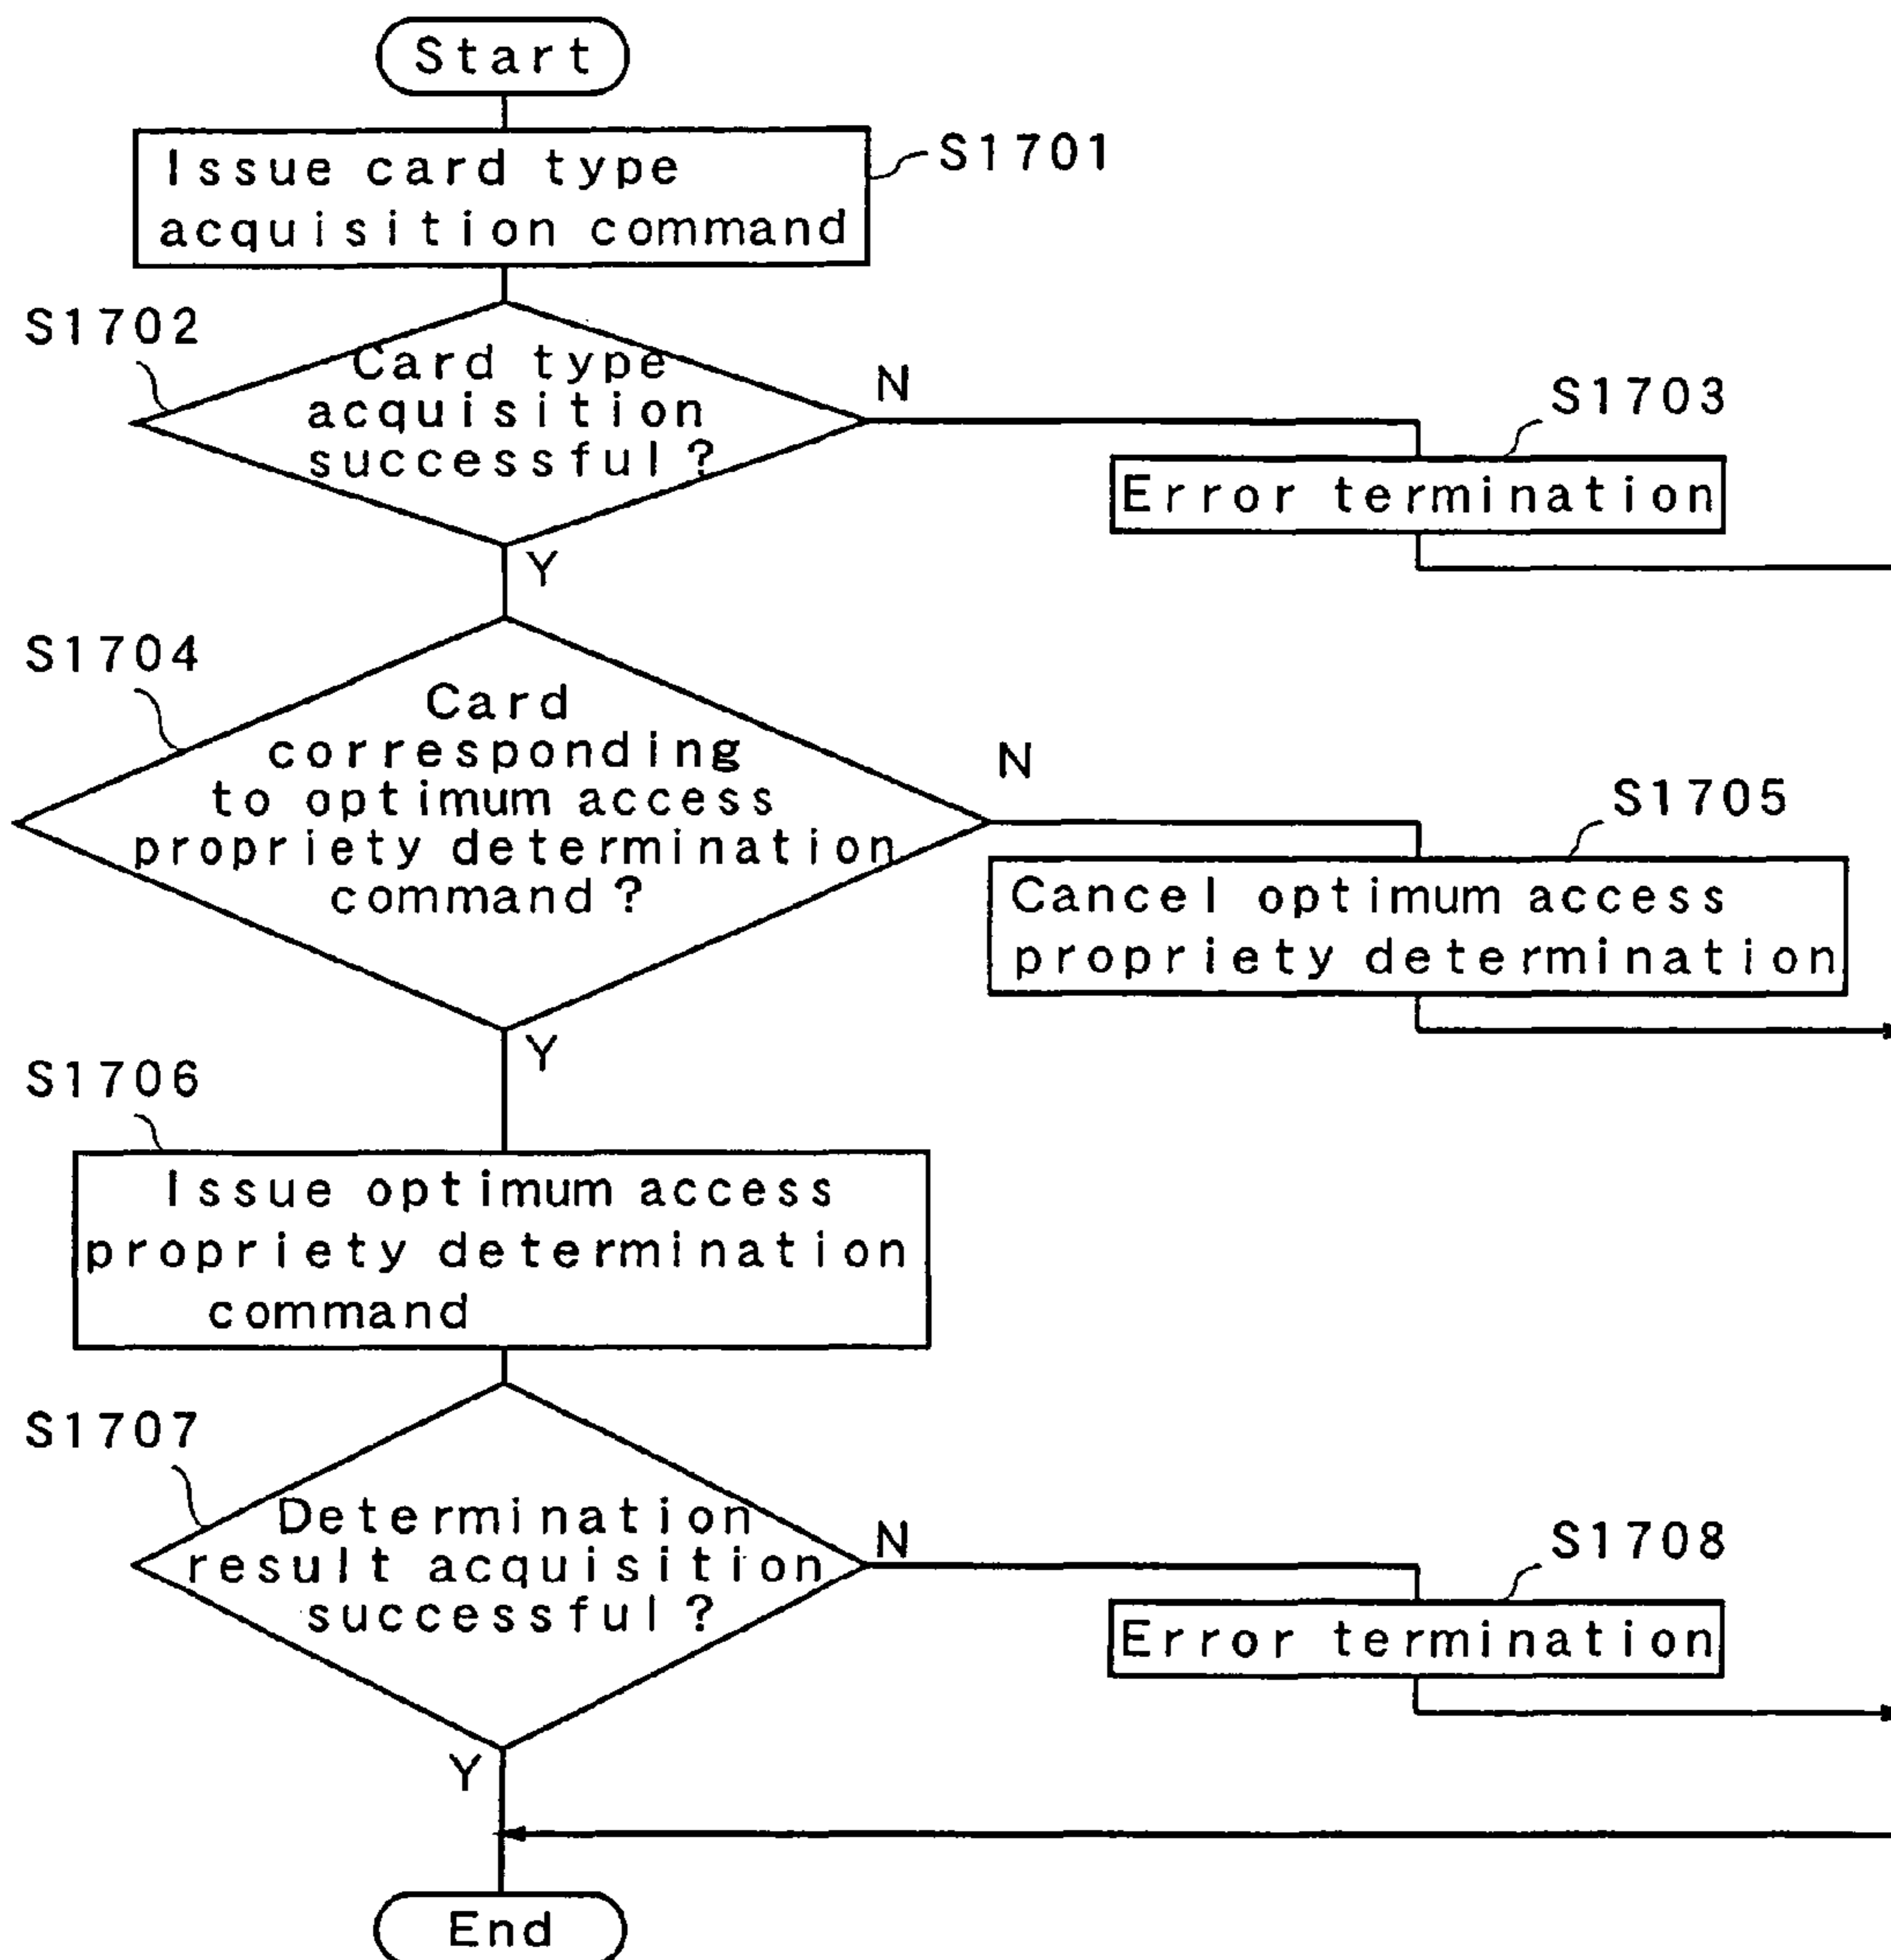 Start
Issue card type
acquisition command
S1701
S1702
Card type
acquisition
successful?
N
Y
S1703
Error termination
S1704
Card
corresponding
to optimum access
propriety determination
command?
N
Y
S1705
Cancel optimum access
propriety determination
S1706
Issue optimum access
propriety determination
command
S1707
Determination
result acquisition
successful?
N
Y
S1708
Error termination
End